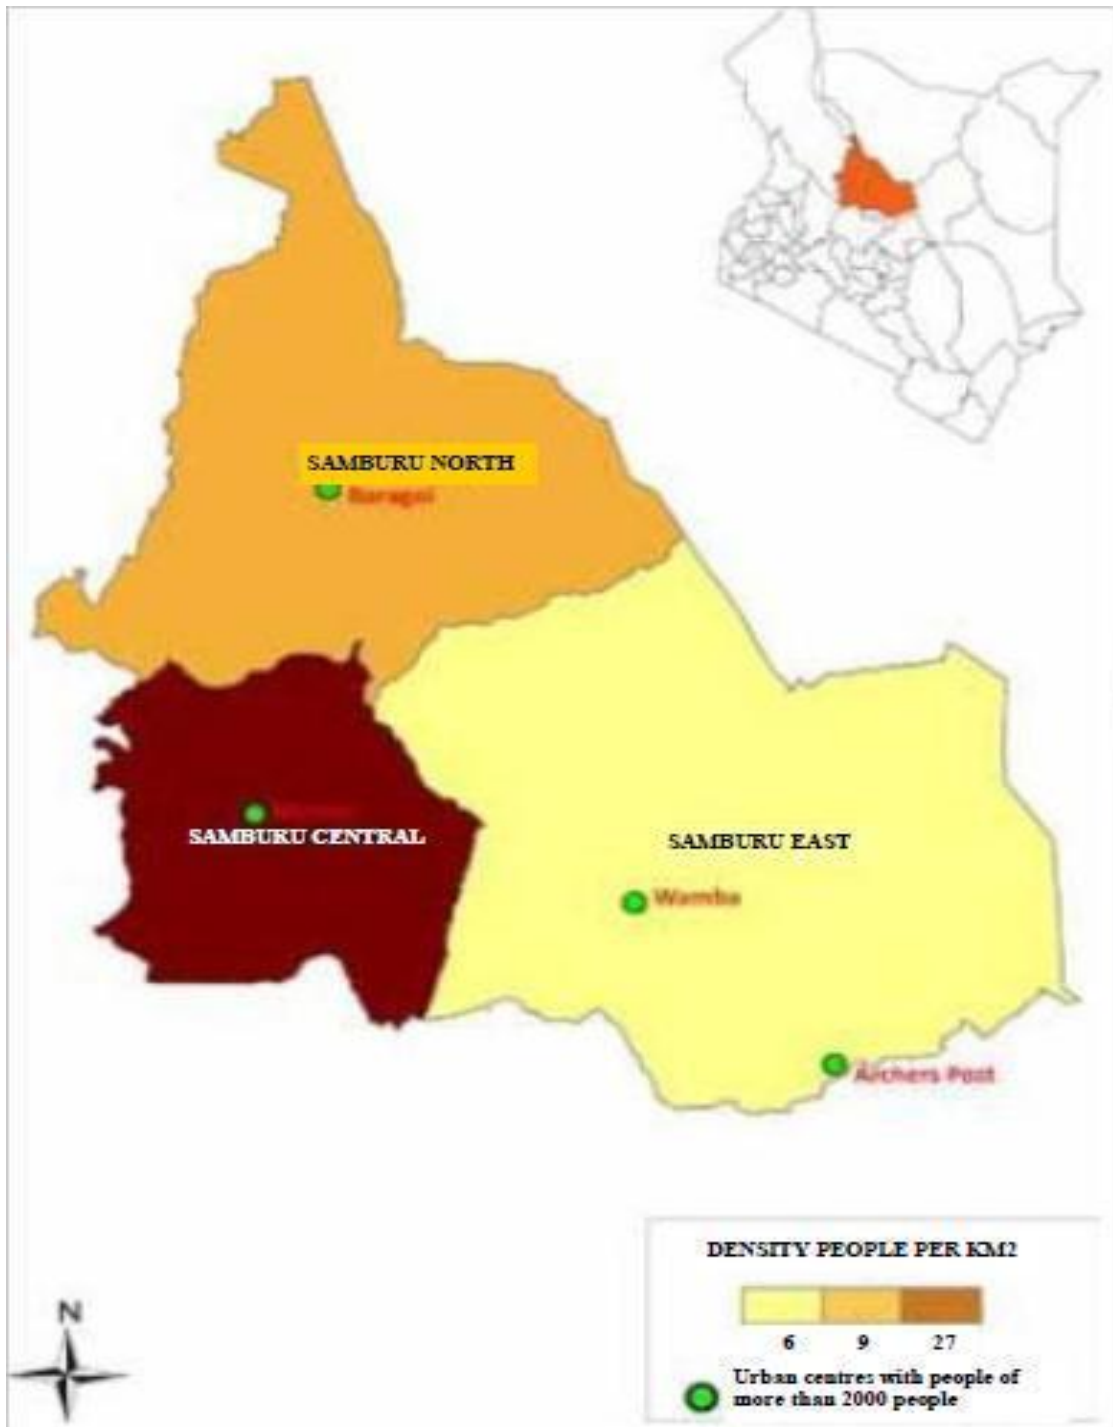 SAMBURU NORTH
Baragoi
SAMBURU CENTRAL
SAMBURU EAST
Wamba
Archers Post
DENSITY PEOPLE PER KM2
6 9 27
N
Urban centres with people of
more than 2000 people